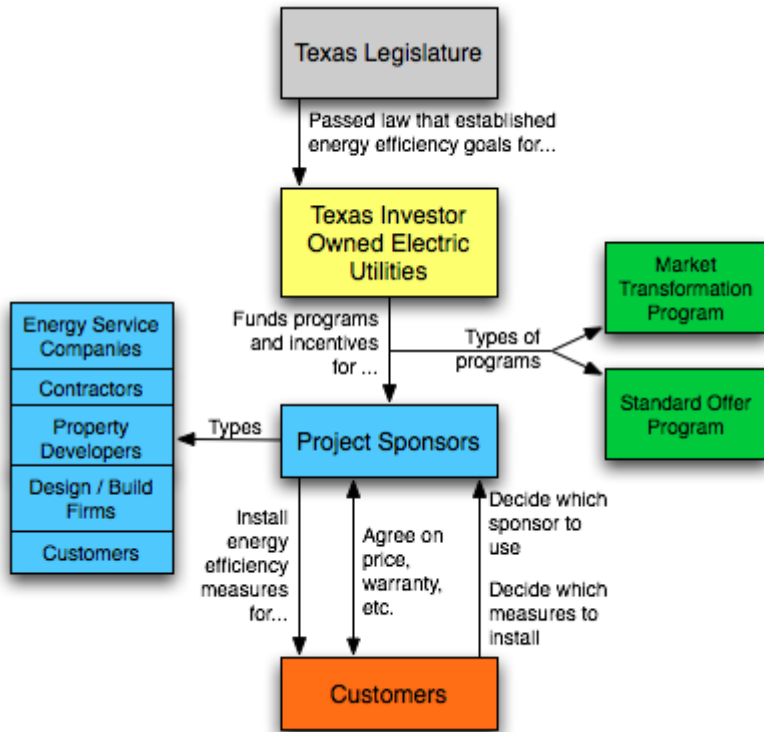 Texas Legislature
Passed law that established
energy efficiency goals for...
Texas Investor
Owned Electric
Utilities
Market
Transformation
Program
Funds programs
and incentives
for ...
Types of
programs
Standard Offer
Program
Energy Service
Companies
Contractors
Property
Developers
Design / Build
Firms
Customers
Types
Project Sponsors
Install
energy
efficiency
measures
for...
Agree on
price,
warranty,
etc.
Decide which
sponsor to
use
Decide which
measures to
install
Customers